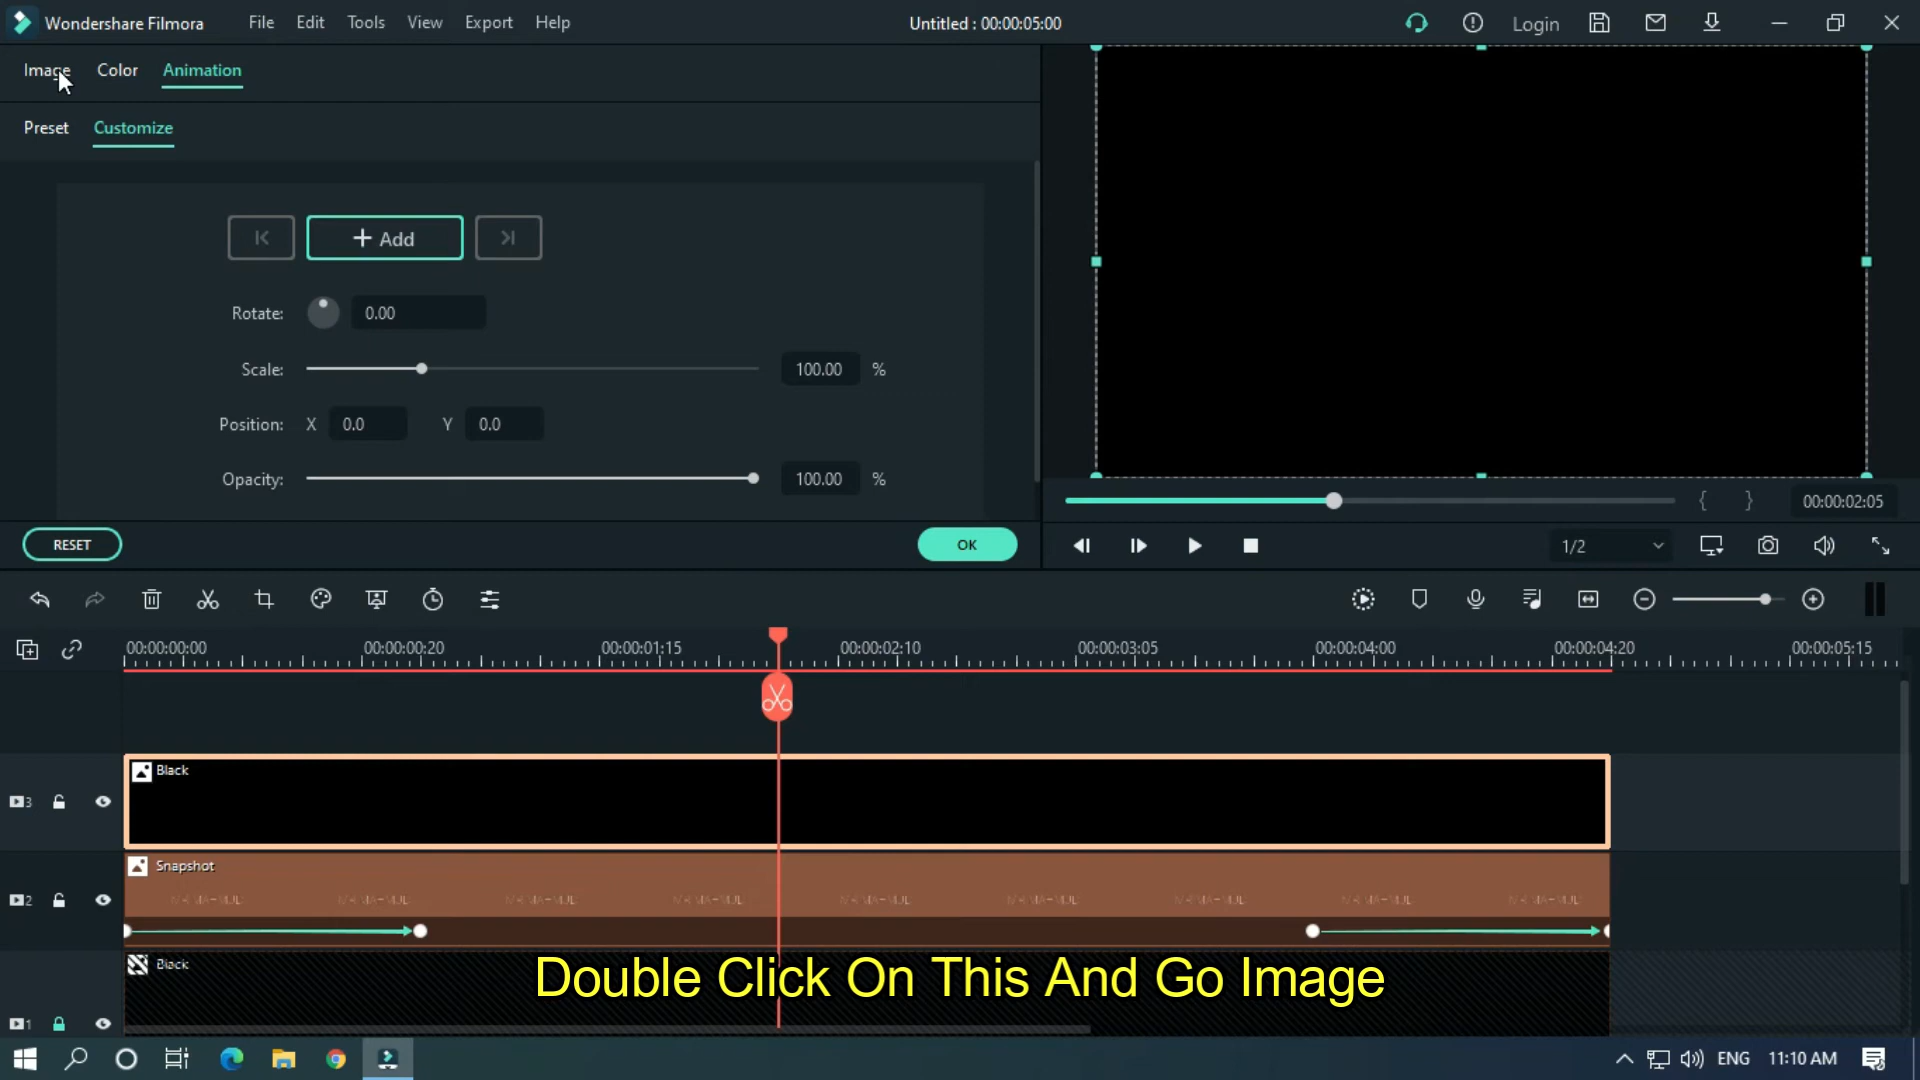 Wondershare Filmora
File Edit Tools View Export Help
Untitled : 00:00:05:00
Login
Image Color Animation
Preset Customize
+ Add
Rotate: 0.00
Scale: 100.00 %
Position: X 0.0 Y 0.0
Opacity: 100.00 %
RESET OK
{ } 00:00:02:05
1/2
00:00:00:00 00:00:00:20 00:00:01:15 00:00:02:10 00:00:03:05 00:00:04:00 00:00:04:20 00:00:05:15
Black
3
Snapshot
2
Black
Double Click On This And Go Image
1
ENG 11:10 AM